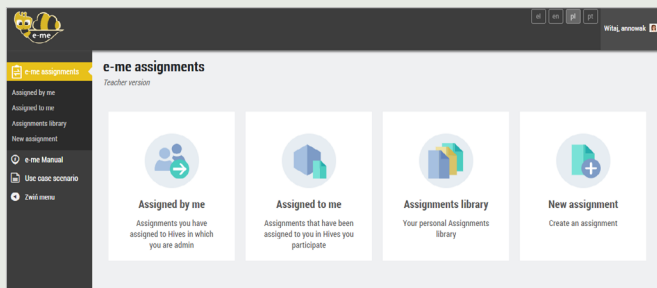 e-me
el en pl pt
Witaj, annowak
e-me assignments
Assigned by me
Assigned to me
Assignments library
New assignment
e-me Manual
Use case scenario
Zwiń menu
e-me assignments
Teacher version
Assigned by me
Assignments you have
assigned to Hives in which
you are admin
Assigned to me
Assignments that have been
assigned to you in Hives you
participate
Assignments library
Your personal Assignments
library
New assignment
Create an assignment